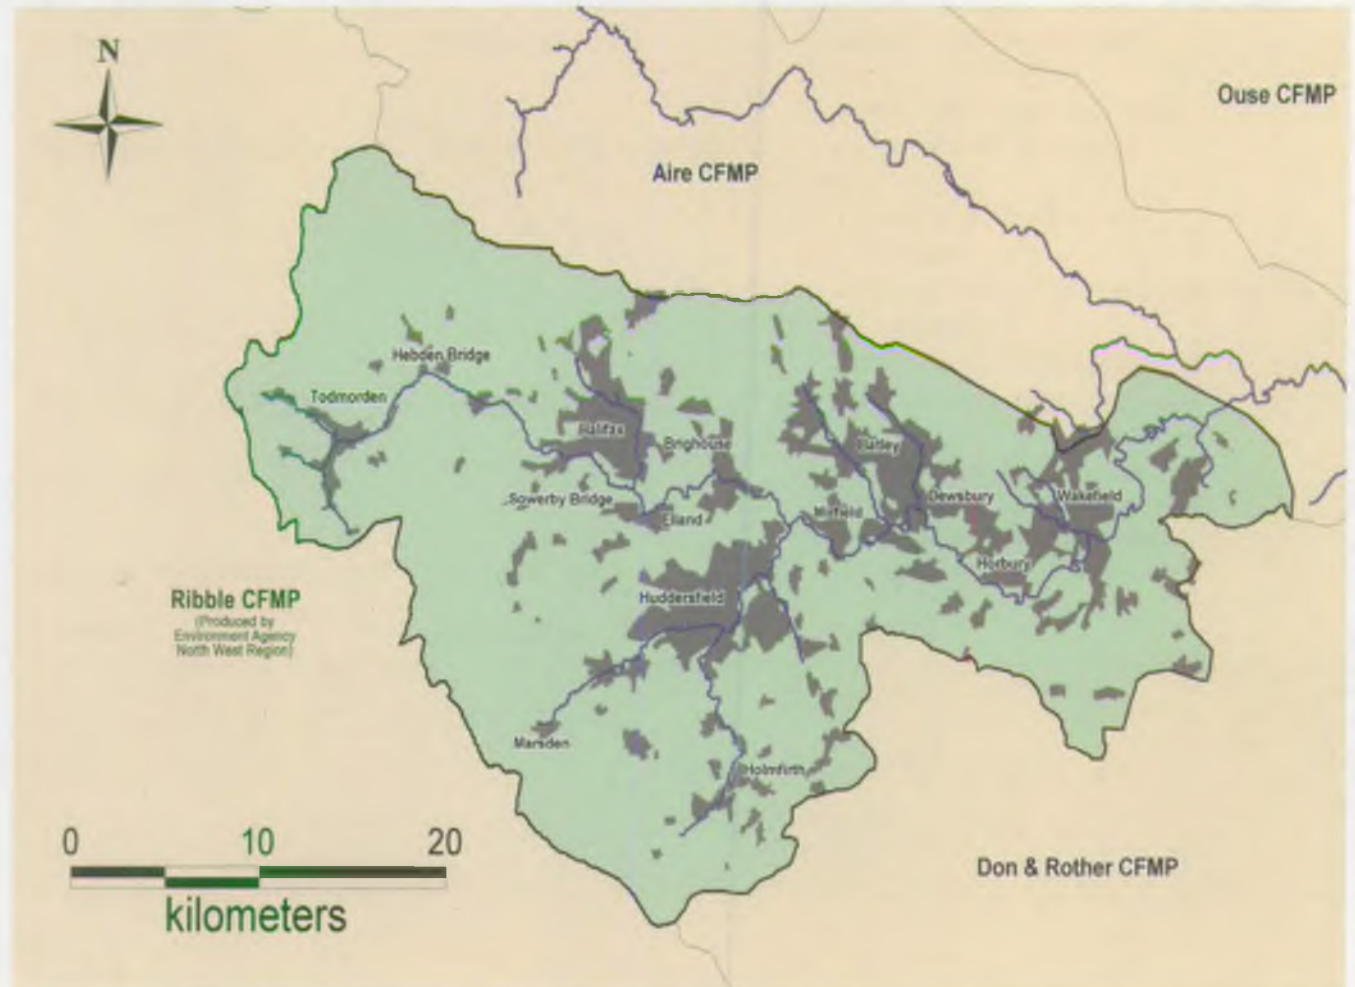 N
Ouse CFMP
Aire CFMP
Hebden Bridge
Todmorden
Halifax
Brighouse
Batley
Sowerby Bridge
Elland
Mirfield
Dewsbury
Wakefield
Horbury
Huddersfield
Ribble CFMP
(Produced by
Environment Agency
North West Region)
Marsden
Holmfirth
0 10 20
kilometers
Don & Rother CFMP